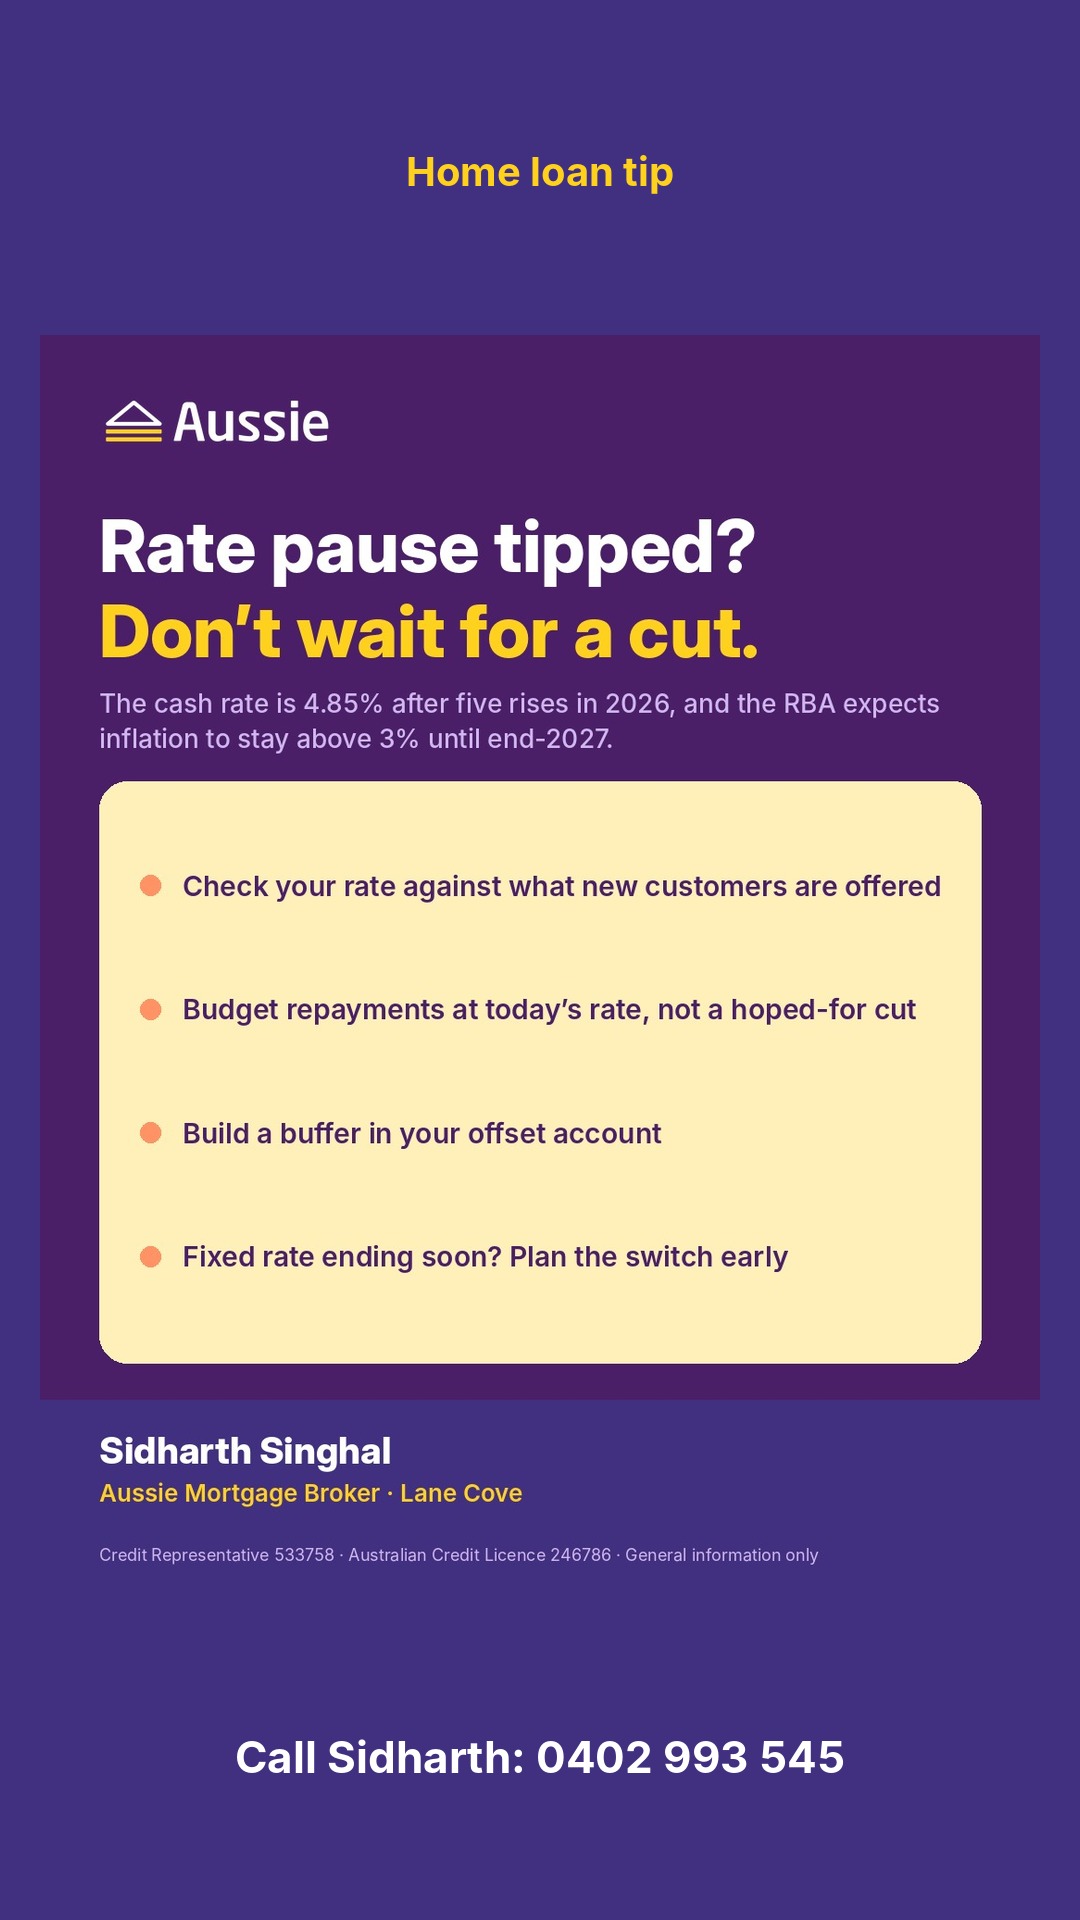 Home loan tip
Aussie
Rate pause tipped?
Don’t wait for a cut.
The cash rate is 4.85% after five rises in 2026, and the RBA expects
inflation to stay above 3% until end-2027.
Check your rate against what new customers are offered
Budget repayments at today’s rate, not a hoped-for cut
Build a buffer in your offset account
Fixed rate ending soon? Plan the switch early
Sidharth Singhal
Aussie Mortgage Broker · Lane Cove
Credit Representative 533758 · Australian Credit Licence 246786 · General information only
Call Sidharth: 0402 993 545